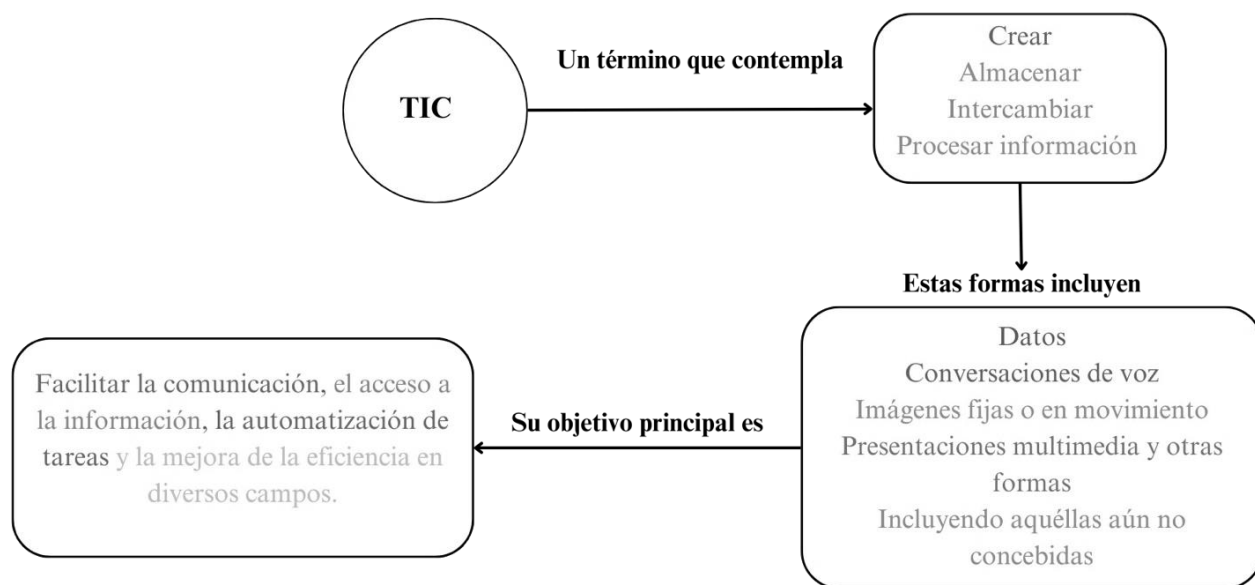 TIC
Un término que contempla
Crear
Almacenar
Intercambiar
Procesar información
Estas formas incluyen
Datos
Conversaciones de voz
Imágenes fijas o en movimiento
Presentaciones multimedia y otras
formas
Incluyendo aquéllas aún no
concebidas
Su objetivo principal es
Facilitar la comunicación, el acceso a
la información, la automatización de
tareas y la mejora de la eficiencia en
diversos campos.